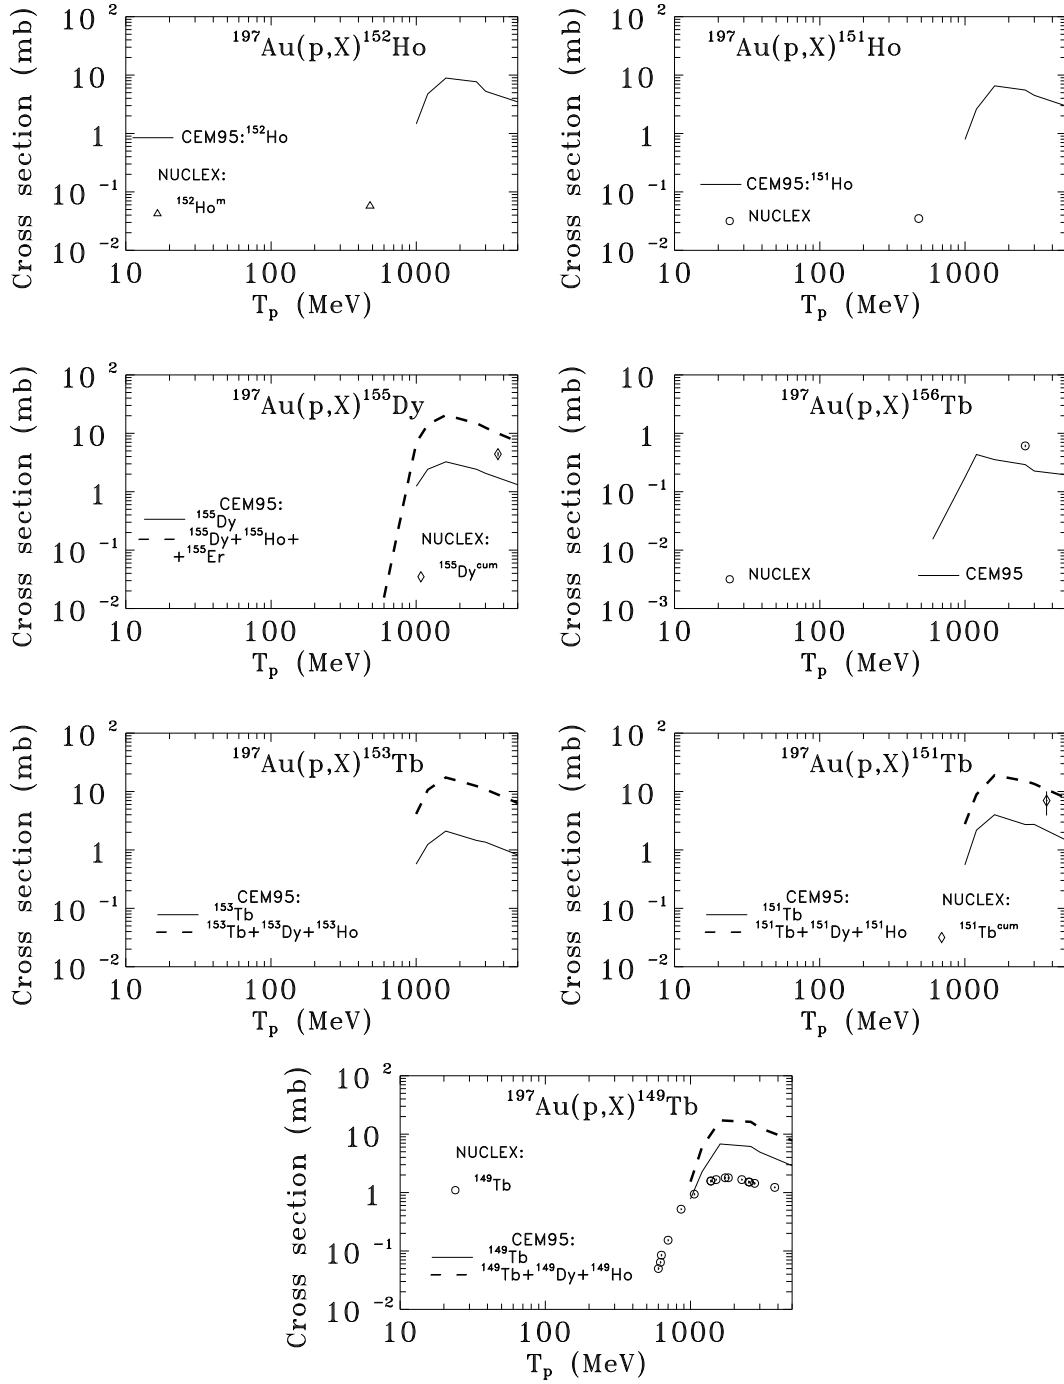 Cross section (mb)
10 2
10
1
10 -1
10 -2
197Au(p,X)152Ho
CEM95:152Ho
NUCLEX:
152Hom
10 100 1000
Tp (MeV)
Cross section (mb)
10 2
10
1
10 -1
10 -2
197Au(p,X)151Ho
CEM95:151Ho
NUCLEX
10 100 1000
Tp (MeV)
Cross section (mb)
10 2
10
1
10 -1
10 -2
197Au(p,X)155Dy
CEM95:
155Dy
155Dy+155Ho+
+155Er
NUCLEX:
155Dycum
10 100 1000
Tp (MeV)
Cross section (mb)
10
1
10 -1
10 -2
10 -3
197Au(p,X)156Tb
NUCLEX
CEM95
10 100 1000
Tp (MeV)
Cross section (mb)
10 2
10
1
10 -1
10 -2
197Au(p,X)153Tb
CEM95:
153Tb
153Tb+153Dy+153Ho
10 100 1000
Tp (MeV)
Cross section (mb)
10 2
10
1
10 -1
10 -2
197Au(p,X)151Tb
CEM95:
151Tb
151Tb+151Dy+151Ho
NUCLEX:
151Tbcum
10 100 1000
Tp (MeV)
Cross section (mb)
10 2
10
1
10 -1
10 -2
197Au(p,X)149Tb
NUCLEX:
149Tb
CEM95:
149Tb
149Tb+149Dy+149Ho
10 100 1000
Tp (MeV)